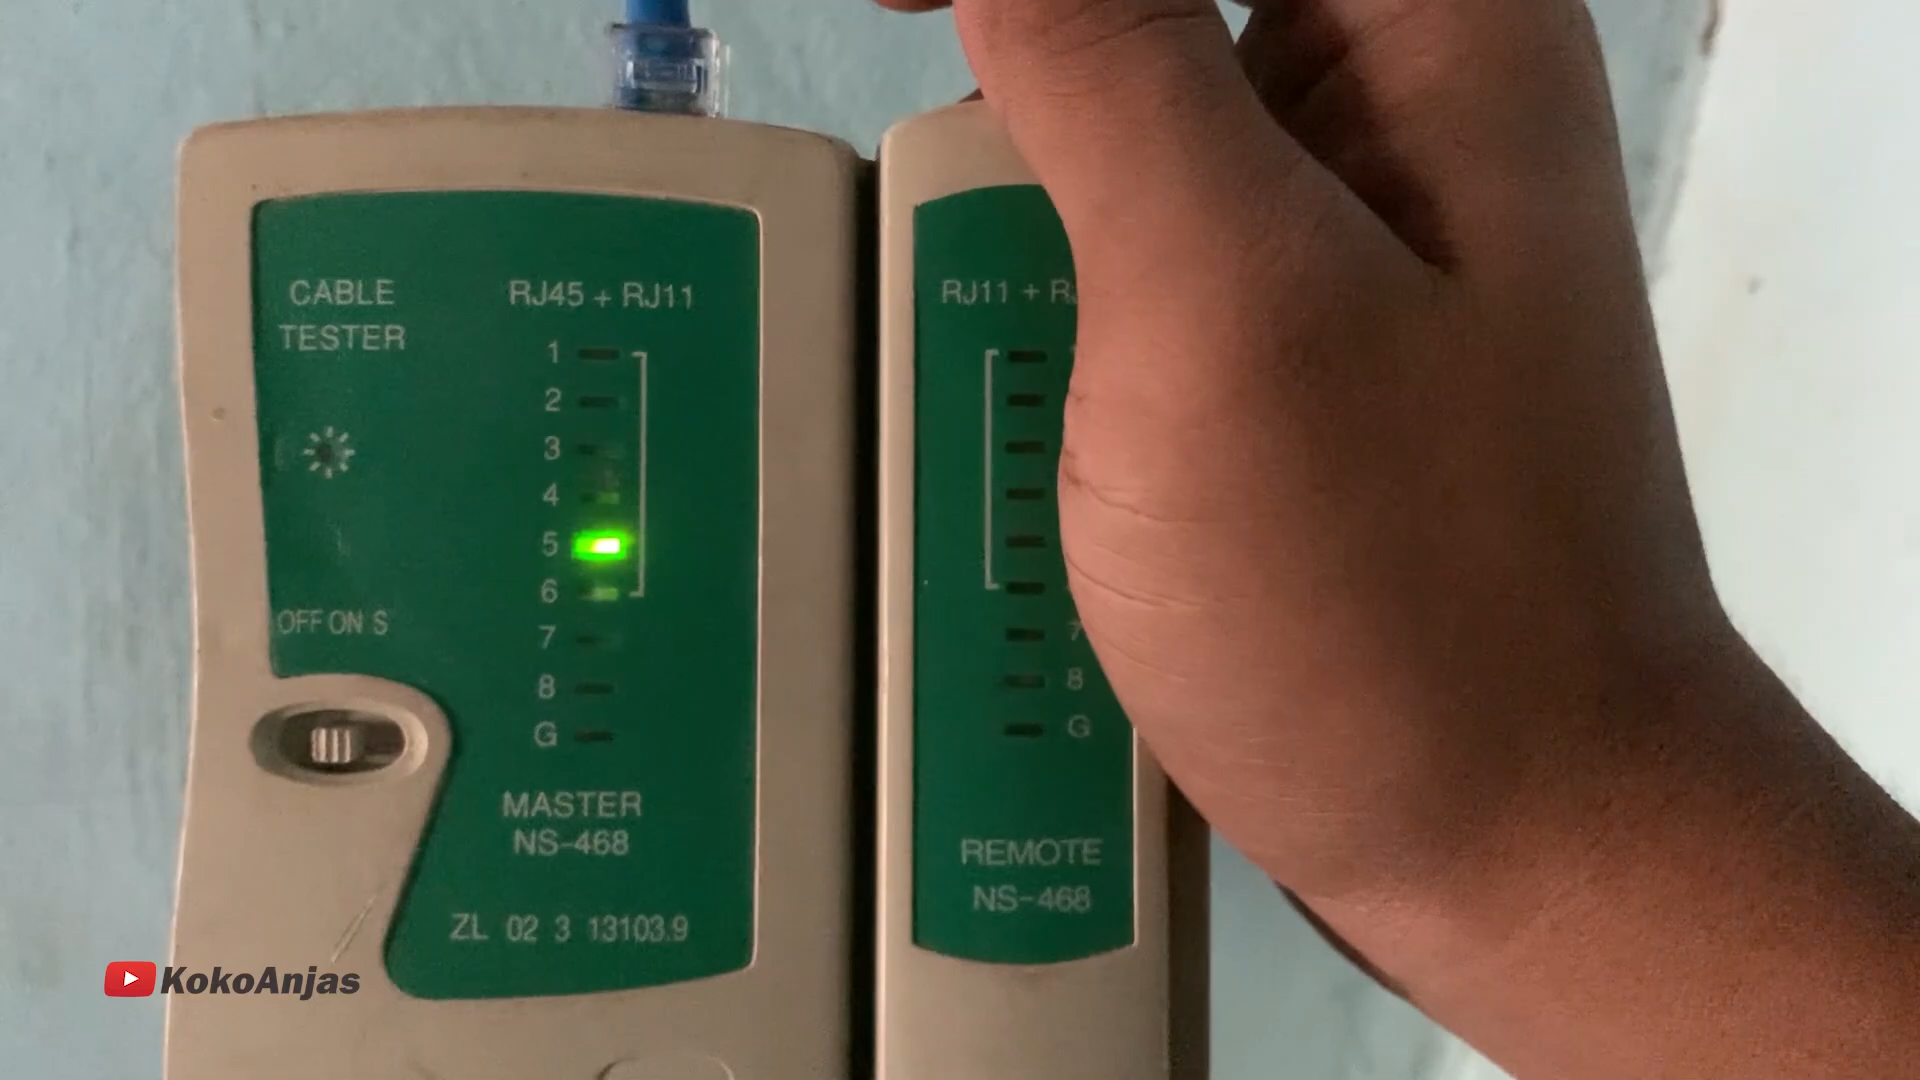 CABLE
TESTER
RJ45 + RJ11
1
2
3
4
5
6
7
8
G
OFF ON S
MASTER
NS-468
ZL 02 3 13103.9
RJ11 +
7
8
G
REMOTE
NS-468
KokoAnjas